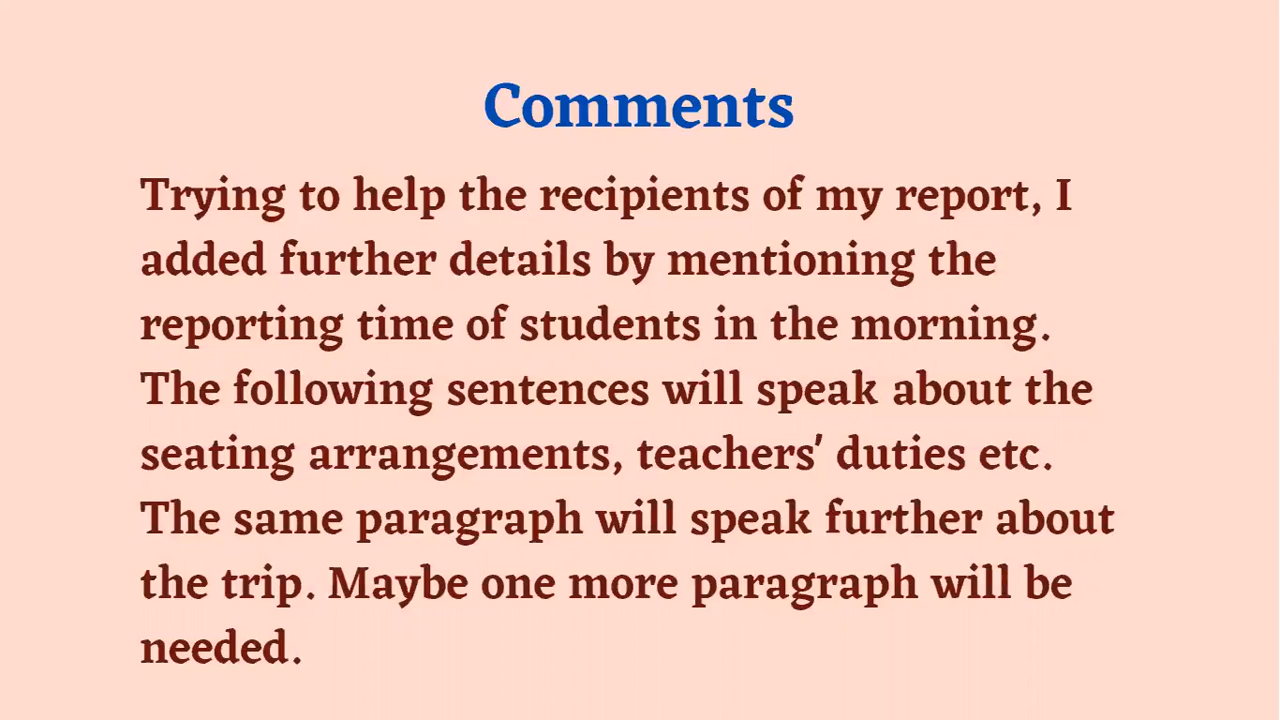 Comments
Trying to help the recipients of my report, I
added further details by mentioning the
reporting time of students in the morning.
The following sentences will speak about the
seating arrangements, teachers' duties etc.
The same paragraph will speak further about
the trip. Maybe one more paragraph will be
needed.